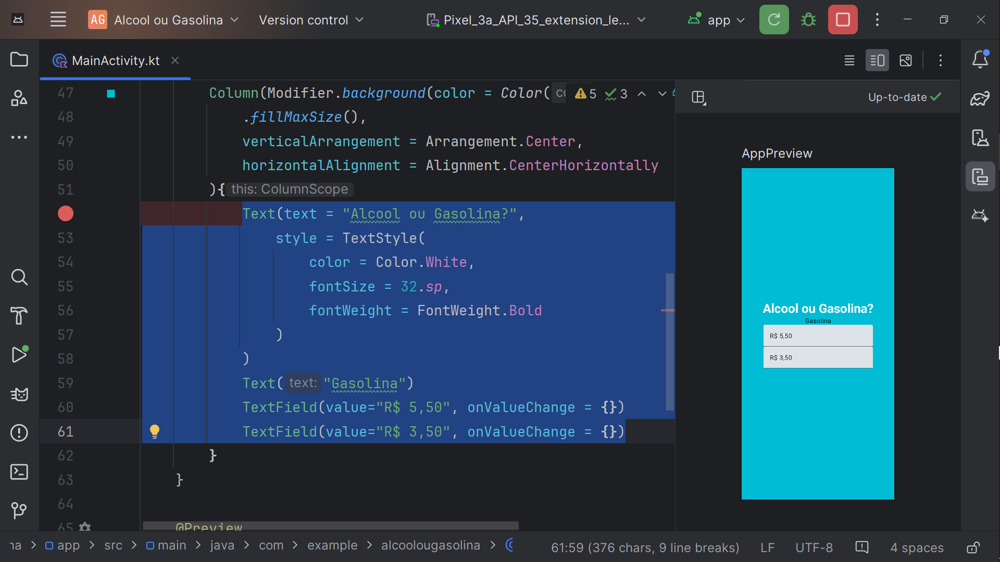 AG Alcool ou Gasolina Version control Pixel_3a_API_35_extension_le... app
MainActivity.kt
47 Column(Modifier.background(color = Color( 5 3
48 .fillMaxSize(),
49 verticalArrangement = Arrangement.Center,
50 horizontalAlignment = Alignment.CenterHorizontally
51 ){ this: ColumnScope
Text(text = "Alcool ou Gasolina?",
53 style = TextStyle(
54 color = Color.White,
55 fontSize = 32.sp,
56 fontWeight = FontWeight.Bold
57 )
58 )
59 Text( text: "Gasolina")
60 TextField(value="R$ 5,50", onValueChange = {})
61 TextField(value="R$ 3,50", onValueChange = {})
62 }
63 }
64
65 @Preview
Up-to-date
AppPreview
Alcool ou Gasolina?
Gasolina
R$ 5,50
R$ 3,50
na > app > src > main > java > com > example > alcoolougasolina > 61:59 (376 chars, 9 line breaks) LF UTF-8 4 spaces